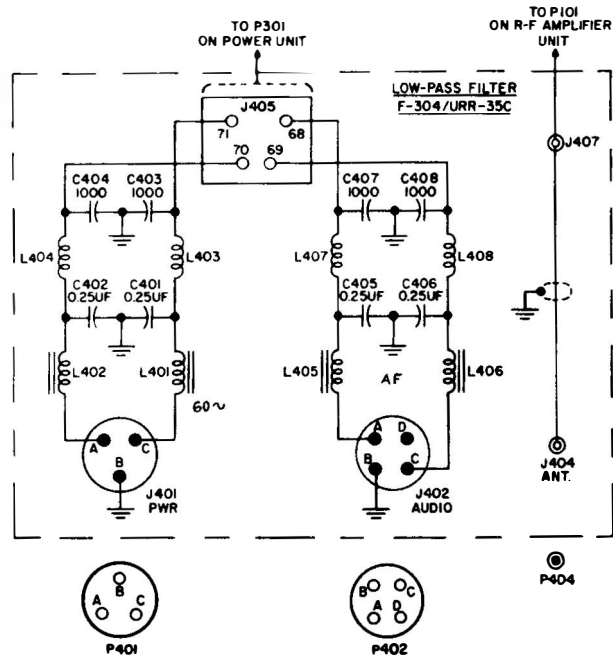 TO P301
ON POWER UNIT
TO P101
ON R-F AMPLIFIER
UNIT
LOW-PASS FILTER
F-304/URR-35C
J405
71
68
70
69
J407
C404
1000
C403
1000
C407
1000
C408
1000
L404
L403
L407
L408
C402
0.25UF
C401
0.25UF
C405
0.25UF
C406
0.25UF
L402
L401
L405
AF
L406
60~
A
C
B
A
D
B
C
J401
PWR
J402
AUDIO
J404
ANT.
P404
B
A
C
B
C
A
D
P401
P402